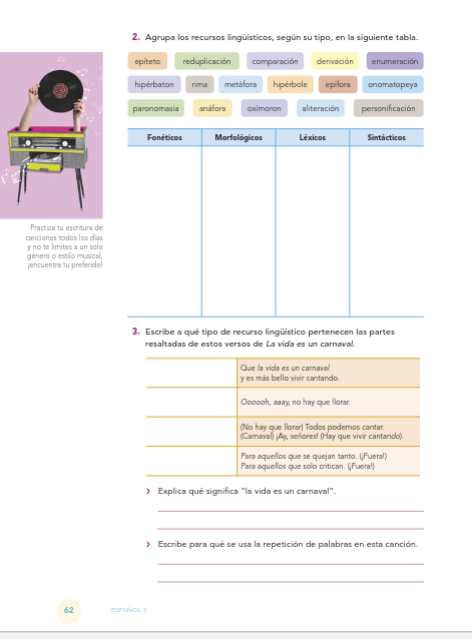 2. Agrupa los recursos lingüísticos, según su tipo, en la siguiente tabla.
epíteto reduplicación comparación derivación enumeración
hipérbaton rima metáfora hipérbole epífora onomatopeya
paronomasia anáfora oxímoron aliteración personificación
Fonéticos Morfológicos Léxicos Sintácticos
Practica tu escritura de
canciones todos los días
y no te limites a un solo
género o estilo musical,
¡encuentra tu preferido!
3. Escribe a qué tipo de recurso lingüístico pertenecen las partes
resaltadas de estos versos de La vida es un carnaval.
Que la vida es un carnaval
y es más bello vivir cantando.
Oooooh, aaay, no hay que llorar.
(No hay que llorar) Todos podemos cantar.
(Carnaval) ¡Ay, señores! (Hay que vivir cantando).
Para aquellos que se quejan tanto. (¡Fuera!)
Para aquellos que solo critican. (¡Fuera!)
› Explica qué significa "la vida es un carnaval".
› Escribe para qué se usa la repetición de palabras en esta canción.
62 ESPAÑOL 3